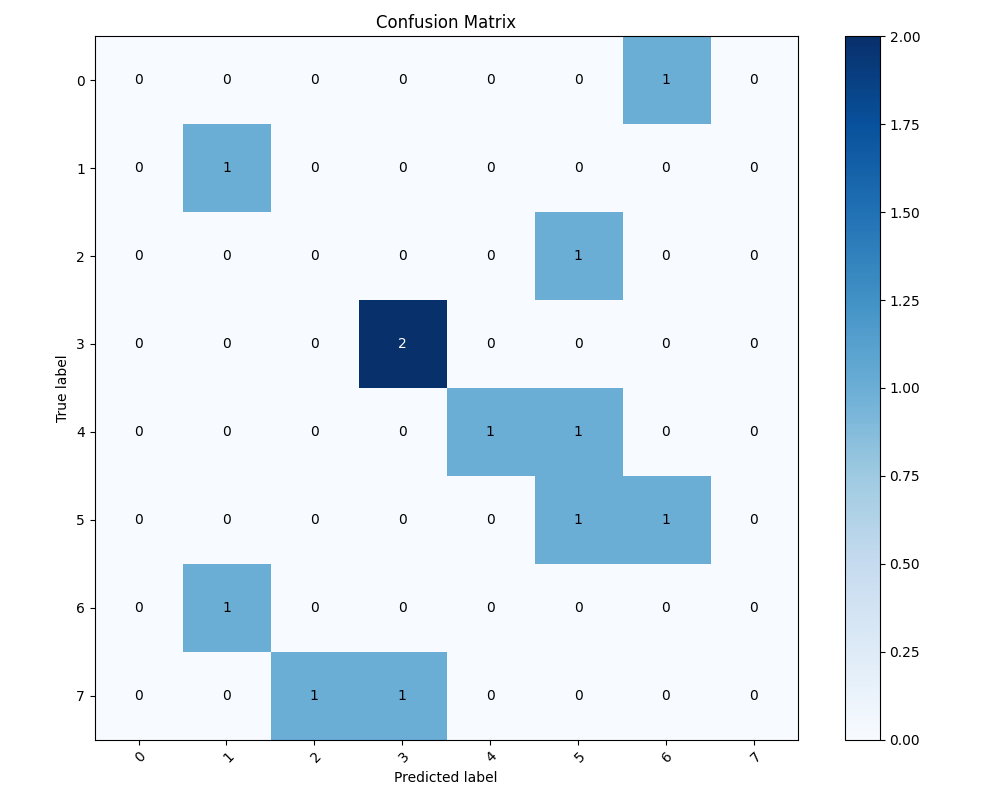 Confusion Matrix
0 0 0 0 0 0 0 1 0
1 0 1 0 0 0 0 0 0
2 0 0 0 0 0 1 0 0
3 0 0 0 2 0 0 0 0
4 0 0 0 0 1 1 0 0
5 0 0 0 0 0 1 1 0
6 0 1 0 0 0 0 0 0
7 0 0 1 1 0 0 0 0
0 1 2 3 4 5 6 7
True label
Predicted label
2.00
1.75
1.50
1.25
1.00
0.75
0.50
0.25
0.00